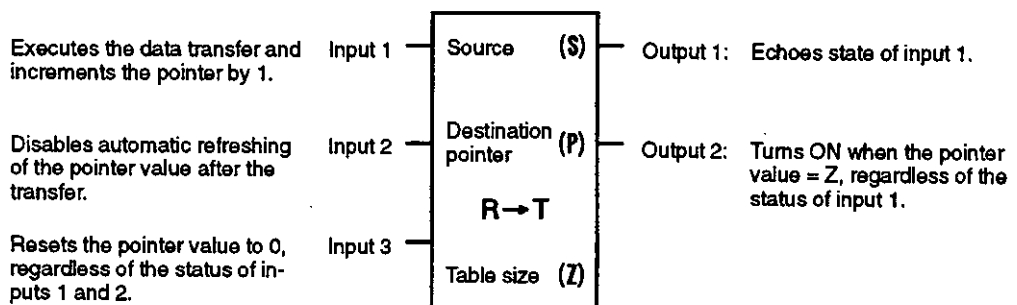 Executes the data transfer and
increments the pointer by 1.
Input 1
Source (S)
Output 1: Echoes state of input 1.
Disables automatic refreshing
of the pointer value after the
transfer.
Input 2
Destination
pointer (P)
Output 2: Turns ON when the pointer
value = Z, regardless of the
status of input 1.
R→T
Resets the pointer value to 0,
regardless of the status of in-
puts 1 and 2.
Input 3
Table size (Z)